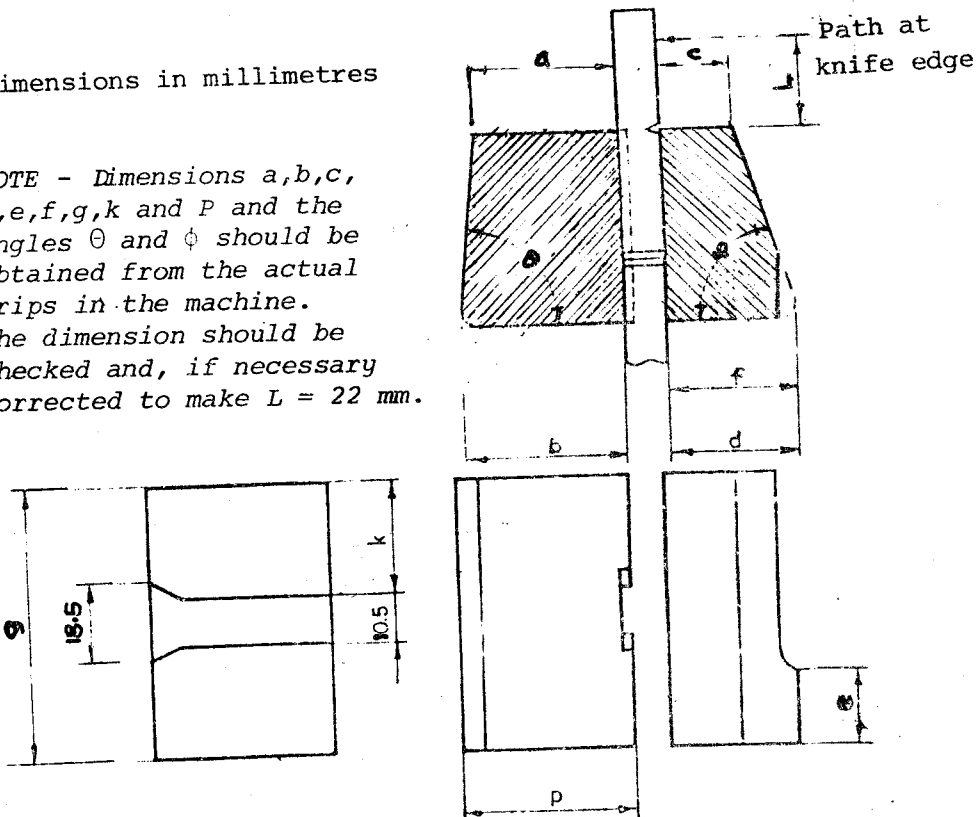 Path at
knife edge
imensions in millimetres
a
c
L
OTE - Dimensions a,b,c,
,e,f,g,k and P and the
ngles θ and ϕ should be
btained from the actual
rips in the machine.
he dimension should be
hecked and, if necessary
orrected to make L = 22 mm.
f
b
d
k
g
18.5
10.5
e
p